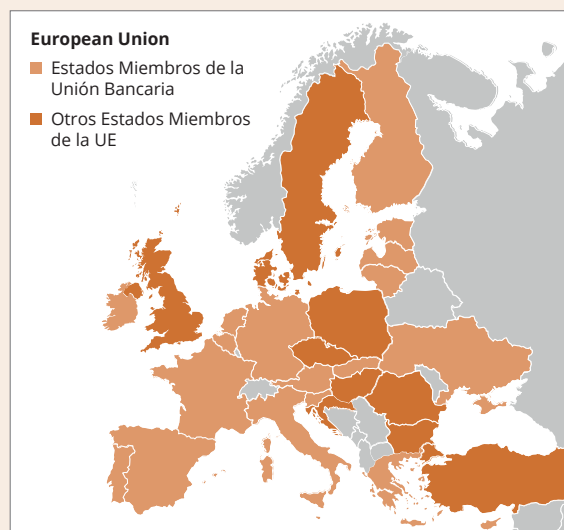 European Union
Estados Miembros de la
Unión Bancaria
Otros Estados Miembros
de la UE